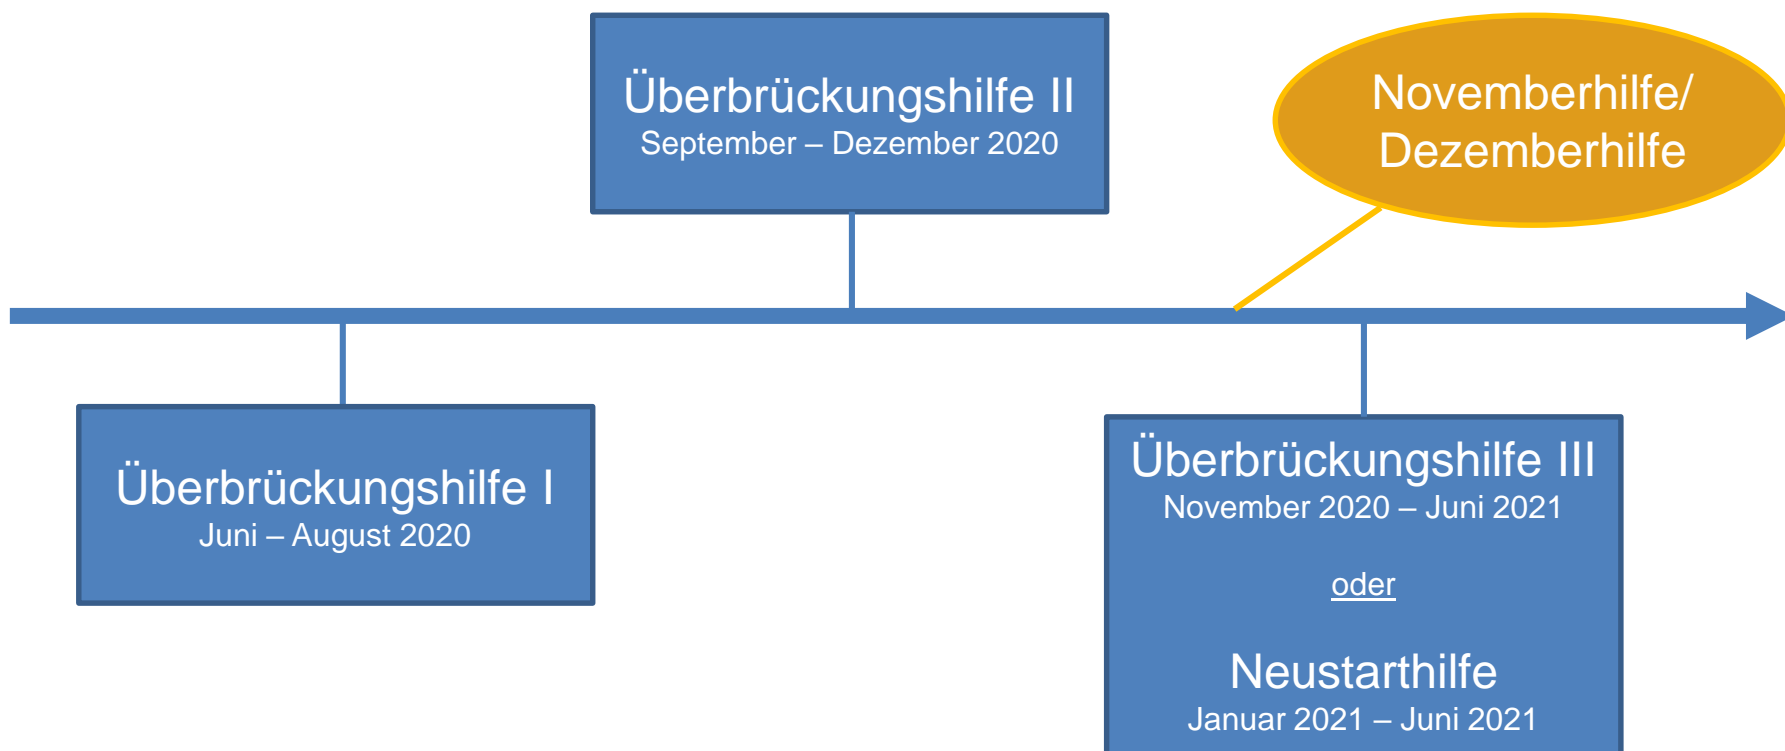 Überbrückungshilfe II
September – Dezember 2020
Novemberhilfe/
Dezemberhilfe
Überbrückungshilfe I
Juni – August 2020
Überbrückungshilfe III
November 2020 – Juni 2021
oder
Neustarthilfe
Januar 2021 – Juni 2021